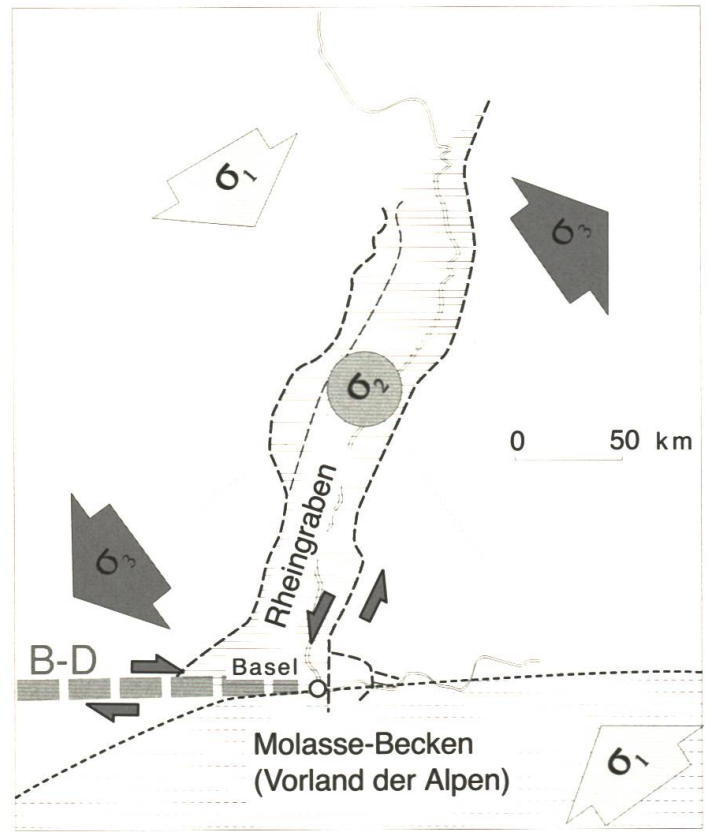 σ1
σ3
σ2
0 50 km
Rheingraben
σ3
B-D
Basel
Molasse-Becken
(Vorland der Alpen)
σ1